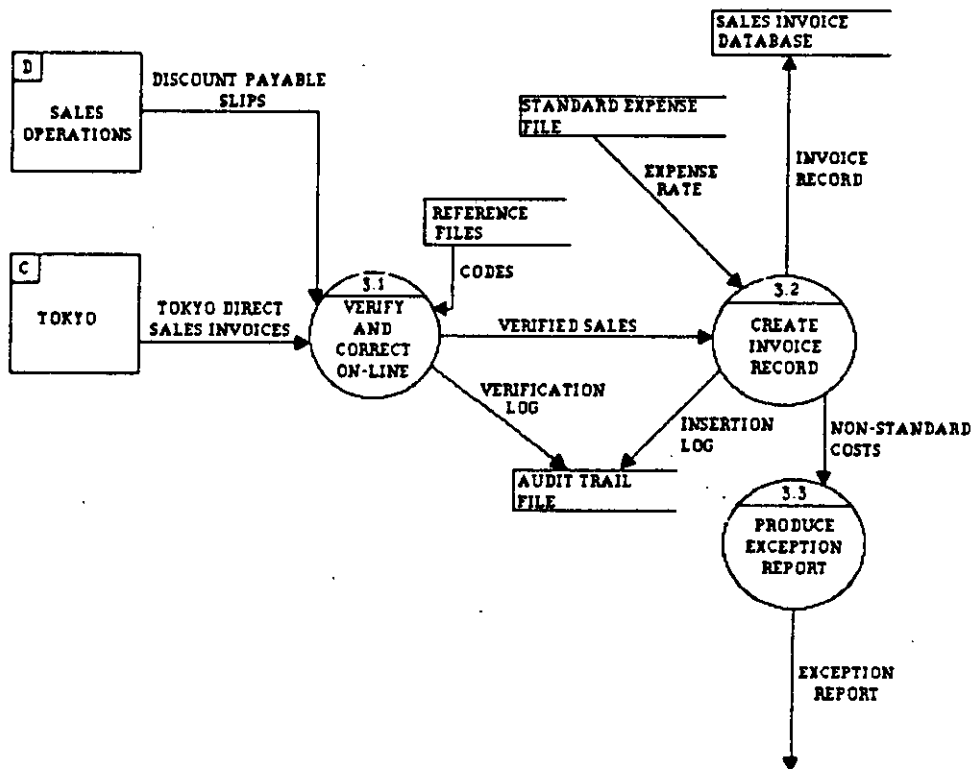 SALES INVOICE
DATABASE
D
SALES
OPERATIONS
DISCOUNT PAYABLE
SLIPS
STANDARD EXPENSE
FILE
EXPENSE
RATE
INVOICE
RECORD
REFERENCE
FILES
CODES
C
TOKYO
TOKYO DIRECT
SALES INVOICES
3.1
VERIFY
AND
CORRECT
ON-LINE
VERIFIED SALES
3.2
CREATE
INVOICE
RECORD
VERIFICATION
LOG
INSERTION
LOG
NON-STANDARD
COSTS
AUDIT TRAIL
FILE
3.3
PRODUCE
EXCEPTION
REPORT
EXCEPTION
REPORT